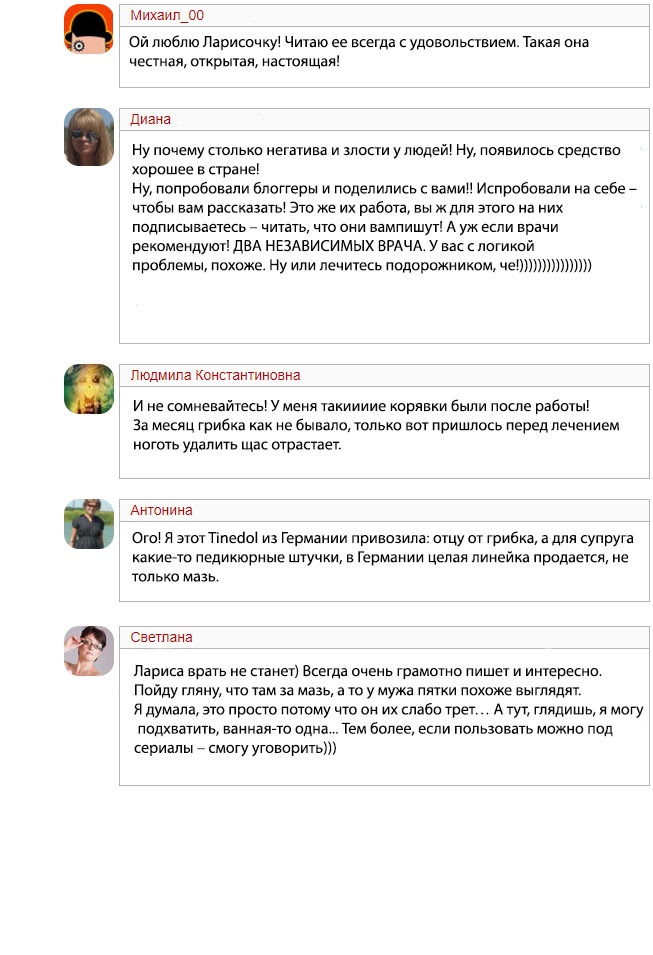 Михаил_00
Ой люблю Ларисочку! Читаю ее всегда с удовольствием. Такая она
честная, открытая, настоящая!
Диана
Ну почему столько негатива и злости у людей! Ну, появилось средство
хорошее в стране!
Ну, попробовали блоггеры и поделились с вами!! Испробовали на себе –
чтобы вам рассказать! Это же их работа, вы ж для этого на них
подписываетесь – читать, что они вампишут! А уж если врачи
рекомендуют! ДВА НЕЗАВИСИМЫХ ВРАЧА. У вас с логикой
проблемы, похоже. Ну или лечитесь подорожником, че!))))))))))))))))
Людмила Константиновна
И не сомневайтесь! У меня такиииие корявки были после работы!
За месяц грибка как не бывало, только вот пришлось перед лечением
ноготь удалить щас отрастает.
Антонина
Ого! Я этот Tinedol из Германии привозила: отцу от грибка, а для супруга
какие-то педикюрные штучки, в Германии целая линейка продается, не
только мазь.
Светлана
Лариса врать не станет) Всегда очень грамотно пишет и интересно.
Пойду гляну, что там за мазь, а то у мужа пятки похоже выглядят.
Я думала, это просто потому что он их слабо трет… А тут, глядишь, я могу
подхватить, ванная-то одна... Тем более, если пользовать можно под
сериалы – смогу уговорить)))